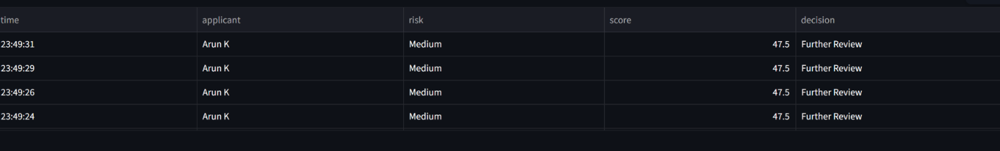 time applicant risk score decision
23:49:31 Arun K Medium 47.5 Further Review
23:49:29 Arun K Medium 47.5 Further Review
23:49:26 Arun K Medium 47.5 Further Review
23:49:24 Arun K Medium 47.5 Further Review